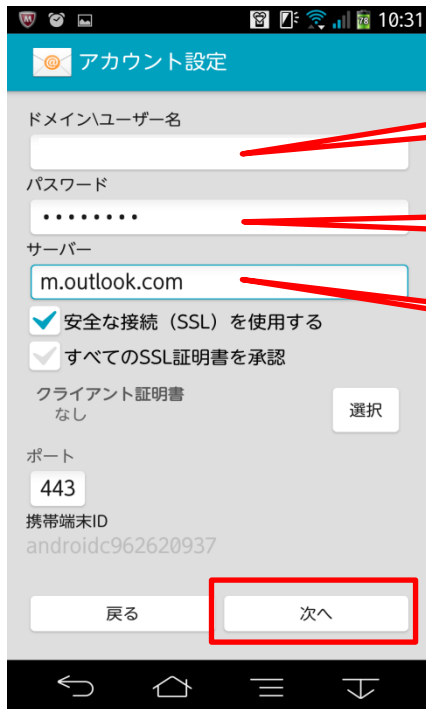 78 10:31
アカウント設定
ドメイン\ユーザー名
パスワード
••••••••
サーバー
m.outlook.com
安全な接続（SSL）を使用する
すべてのSSL証明書を承認
クライアント証明書
なし
選択
ポート
443
携帯端末ID
androidc962620937
戻る
次へ